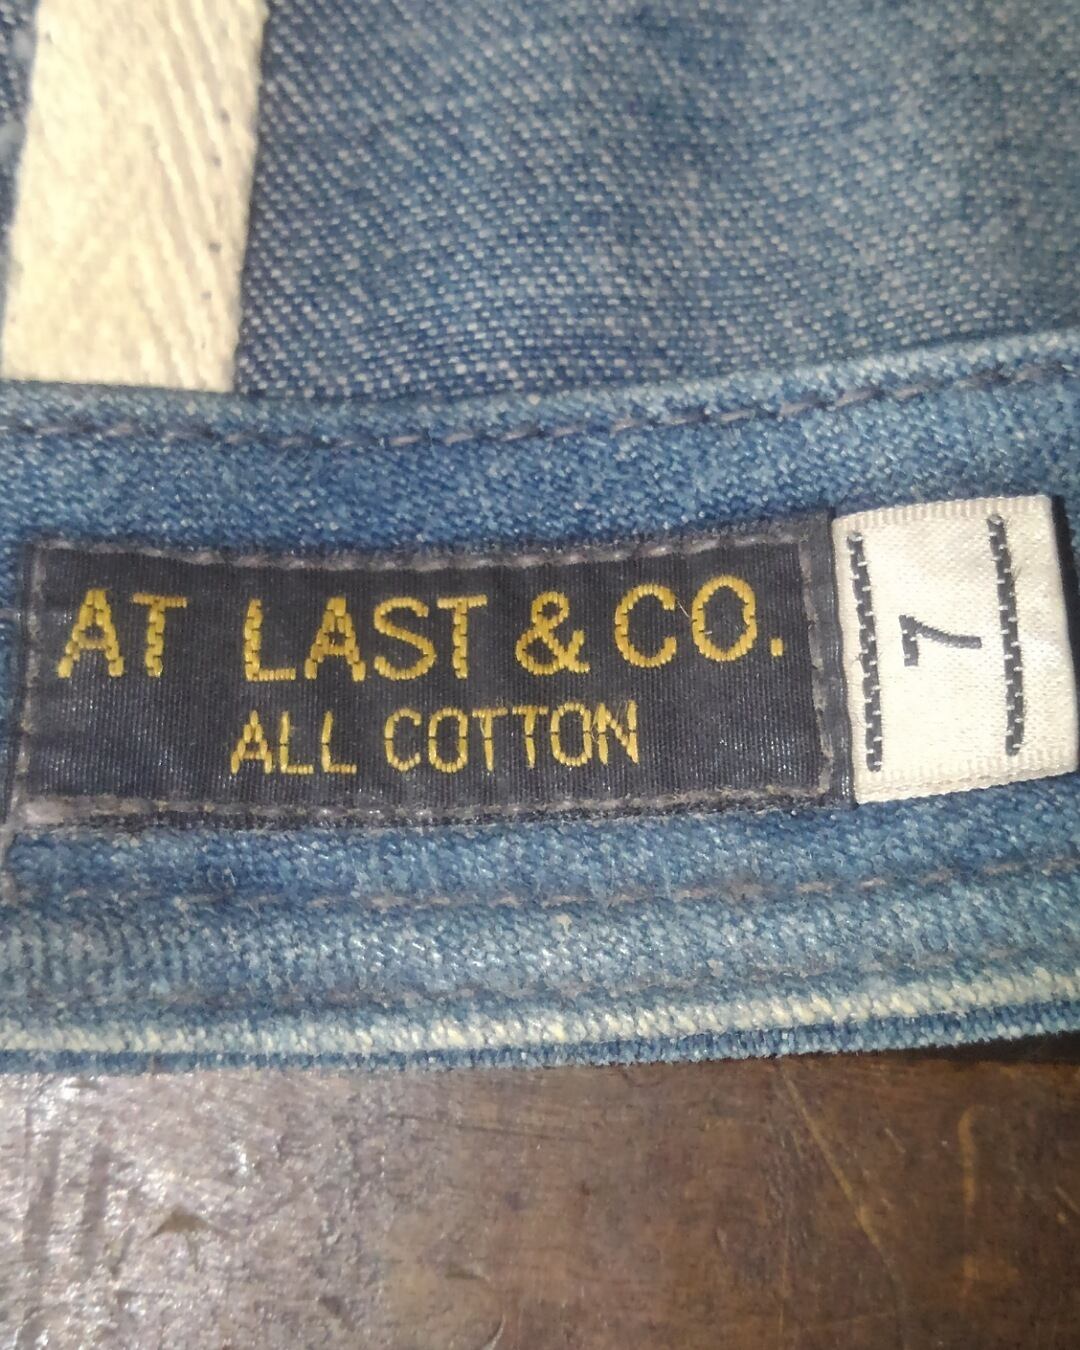 AT LAST & CO.
ALL COTTON
7